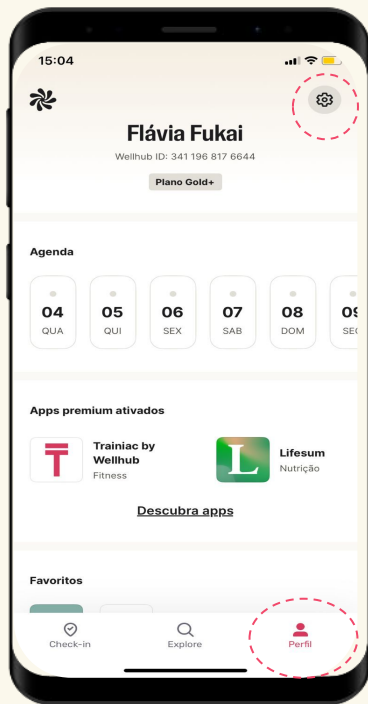 15:04
Flávia Fukai
Wellhub ID: 341 196 817 6644
Plano Gold+
Agenda
04 05 06 07 08 09
QUA QUI SEX SAB DOM SEG
Apps premium ativados
Trainiac by
Wellhub
Fitness
Lifesum
Nutrição
Descubra apps
Favoritos
Check-in Explore Perfil